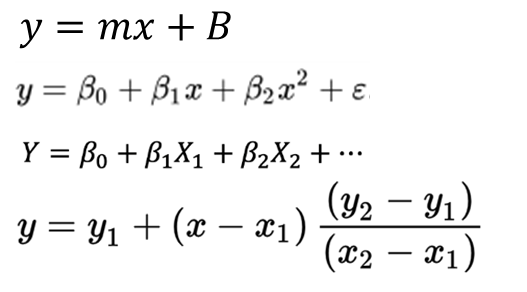 y = mx + B
y = β₀ + β₁x + β₂x² + ε
Y = β₀ + β₁X₁ + β₂X₂ + ⋯
y = y₁ + (x − x₁) (y₂ − y₁) / (x₂ − x₁)